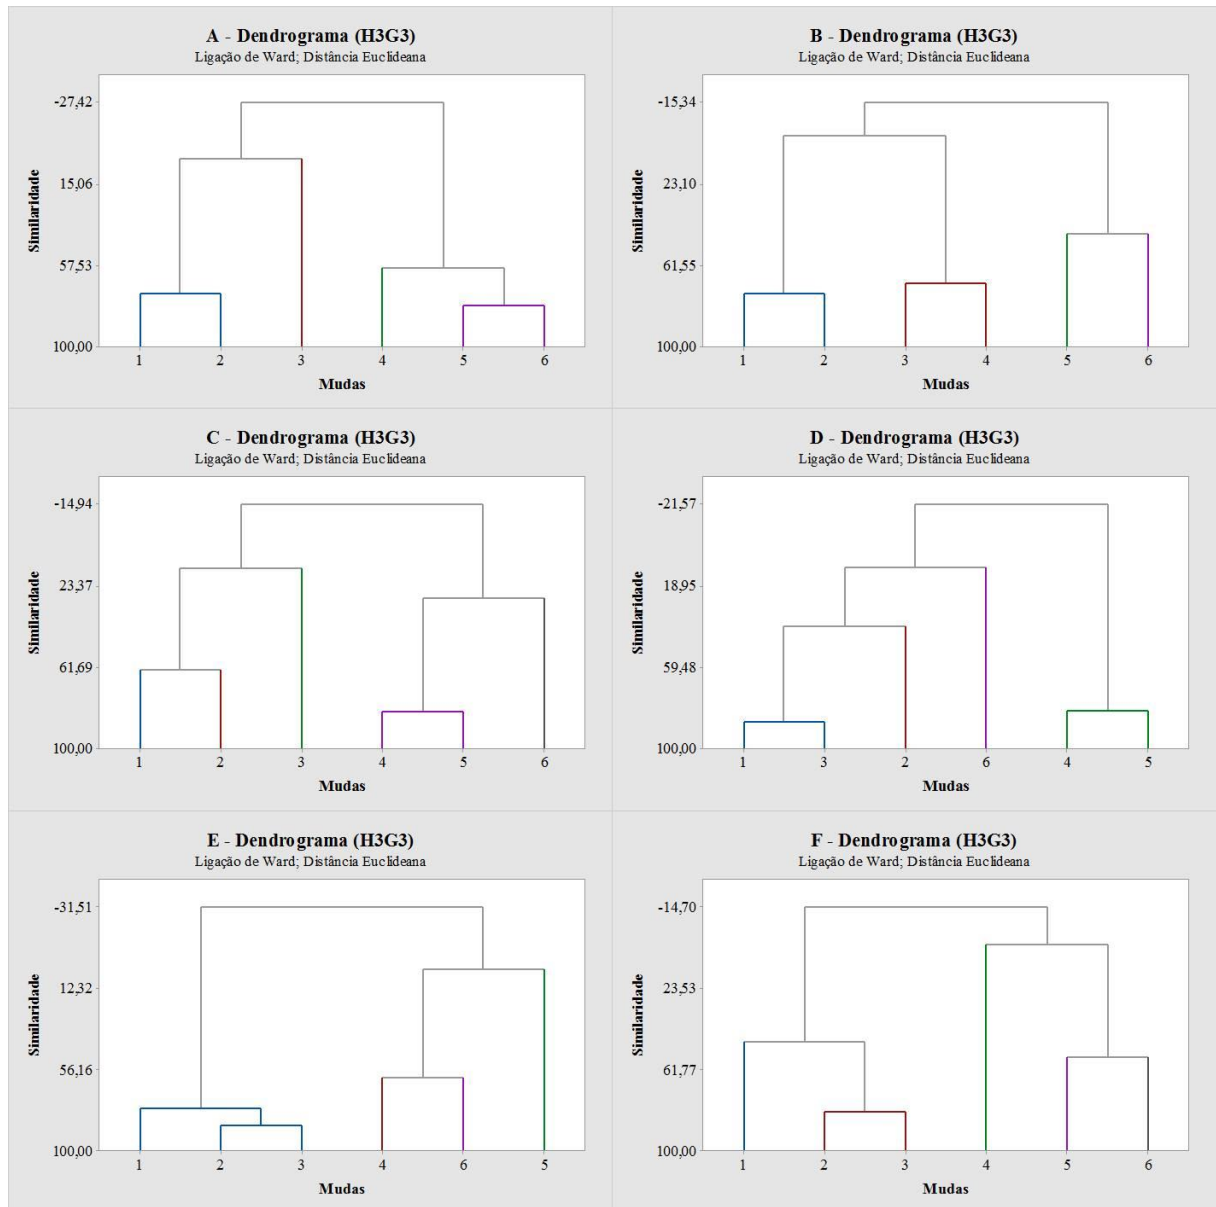 A - Dendrograma (H3G3)
Ligação de Ward; Distância Euclideana
-27,42
15,06
57,53
100,00
Similaridade
1 2 3 4 5 6
Mudas
B - Dendrograma (H3G3)
Ligação de Ward; Distância Euclideana
-15,34
23,10
61,55
100,00
Similaridade
1 2 3 4 5 6
Mudas
C - Dendrograma (H3G3)
Ligação de Ward; Distância Euclideana
-14,94
23,37
61,69
100,00
Similaridade
1 2 3 4 5 6
Mudas
D - Dendrograma (H3G3)
Ligação de Ward; Distância Euclideana
-21,57
18,95
59,48
100,00
Similaridade
1 3 2 6 4 5
Mudas
E - Dendrograma (H3G3)
Ligação de Ward; Distância Euclideana
-31,51
12,32
56,16
100,00
Similaridade
1 2 3 4 6 5
Mudas
F - Dendrograma (H3G3)
Ligação de Ward; Distância Euclideana
-14,70
23,53
61,77
100,00
Similaridade
1 2 3 4 5 6
Mudas